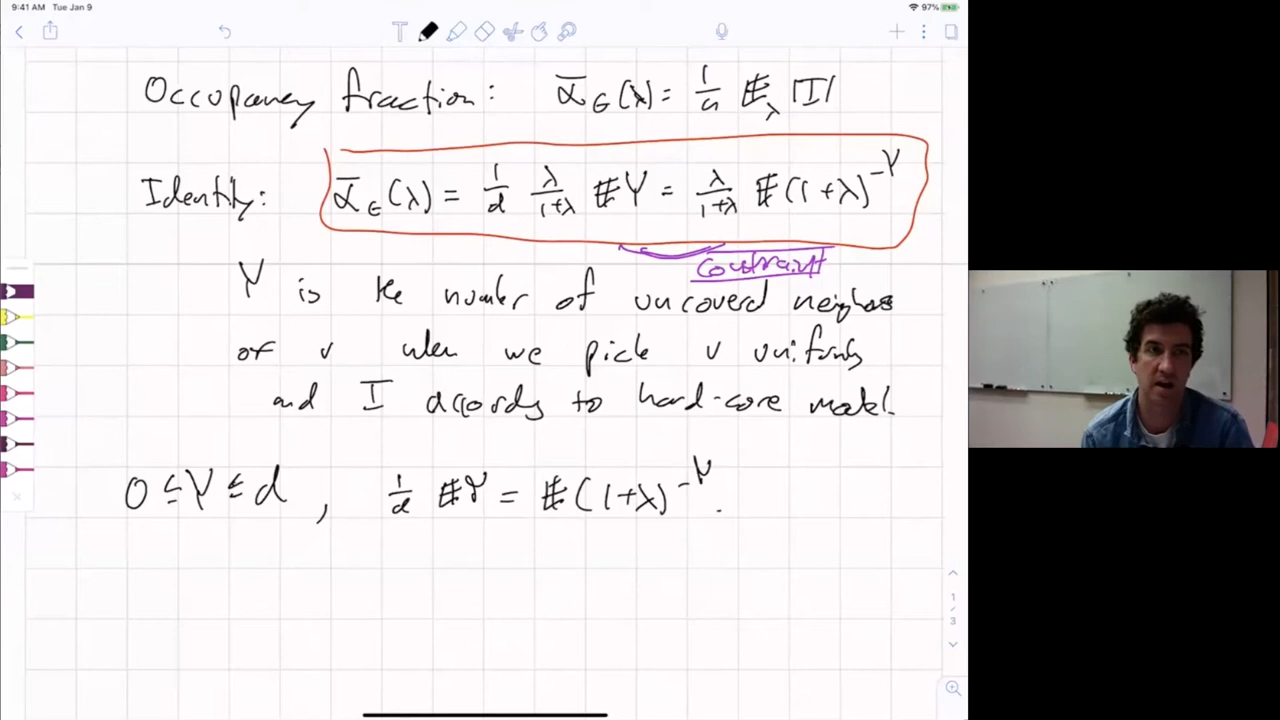 9:41 AM Tue Jan 9
97%
Occupancy fraction: ᾱ_G(λ) = 1/n 𝔼_λ |I|
Identity: ᾱ_G(λ) = 1/d λ/1+λ 𝔼Y = λ/1+λ 𝔼(1+λ)^-Y
Constraint
Y is the number of uncovered neighbors
of v when we pick v uniformly
and I according to hard-core model.
0 ≤ Y ≤ d, 1/d 𝔼Y = 𝔼(1+λ)^-Y.
1
/
3